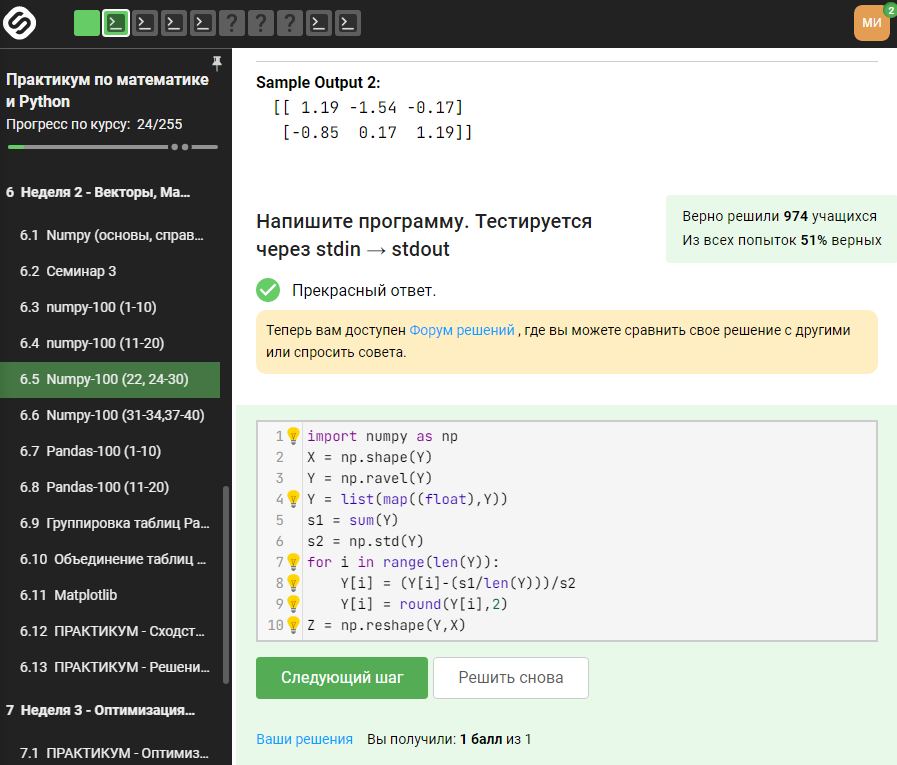 ? ? ?
МИ
2
Практикум по математике
и Python
Прогресс по курсу: 24/255
6 Неделя 2 - Векторы, Ма...
6.1 Numpy (основы, справ...
6.2 Семинар 3
6.3 numpy-100 (1-10)
6.4 numpy-100 (11-20)
6.5 Numpy-100 (22, 24-30)
6.6 Numpy-100 (31-34,37-40)
6.7 Pandas-100 (1-10)
6.8 Pandas-100 (11-20)
6.9 Группировка таблиц Pa...
6.10 Объединение таблиц ...
6.11 Matplotlib
6.12 ПРАКТИКУМ - Сходст...
6.13 ПРАКТИКУМ - Решени...
7 Неделя 3 - Оптимизация...
7.1 ПРАКТИКУМ - Оптимиз...
Sample Output 2:
[[ 1.19 -1.54 -0.17]
[-0.85 0.17 1.19]]
Напишите программу. Тестируется
через stdin → stdout
Верно решили 974 учащихся
Из всех попыток 51% верных
Прекрасный ответ.
Теперь вам доступен Форум решений , где вы можете сравнить свое решение с другими
или спросить совета.
1 import numpy as np
2 X = np.shape(Y)
3 Y = np.ravel(Y)
4 Y = list(map((float),Y))
5 s1 = sum(Y)
6 s2 = np.std(Y)
7 for i in range(len(Y)):
8 Y[i] = (Y[i]-(s1/len(Y)))/s2
9 Y[i] = round(Y[i],2)
10 Z = np.reshape(Y,X)
Следующий шаг
Решить снова
Ваши решения Вы получили: 1 балл из 1